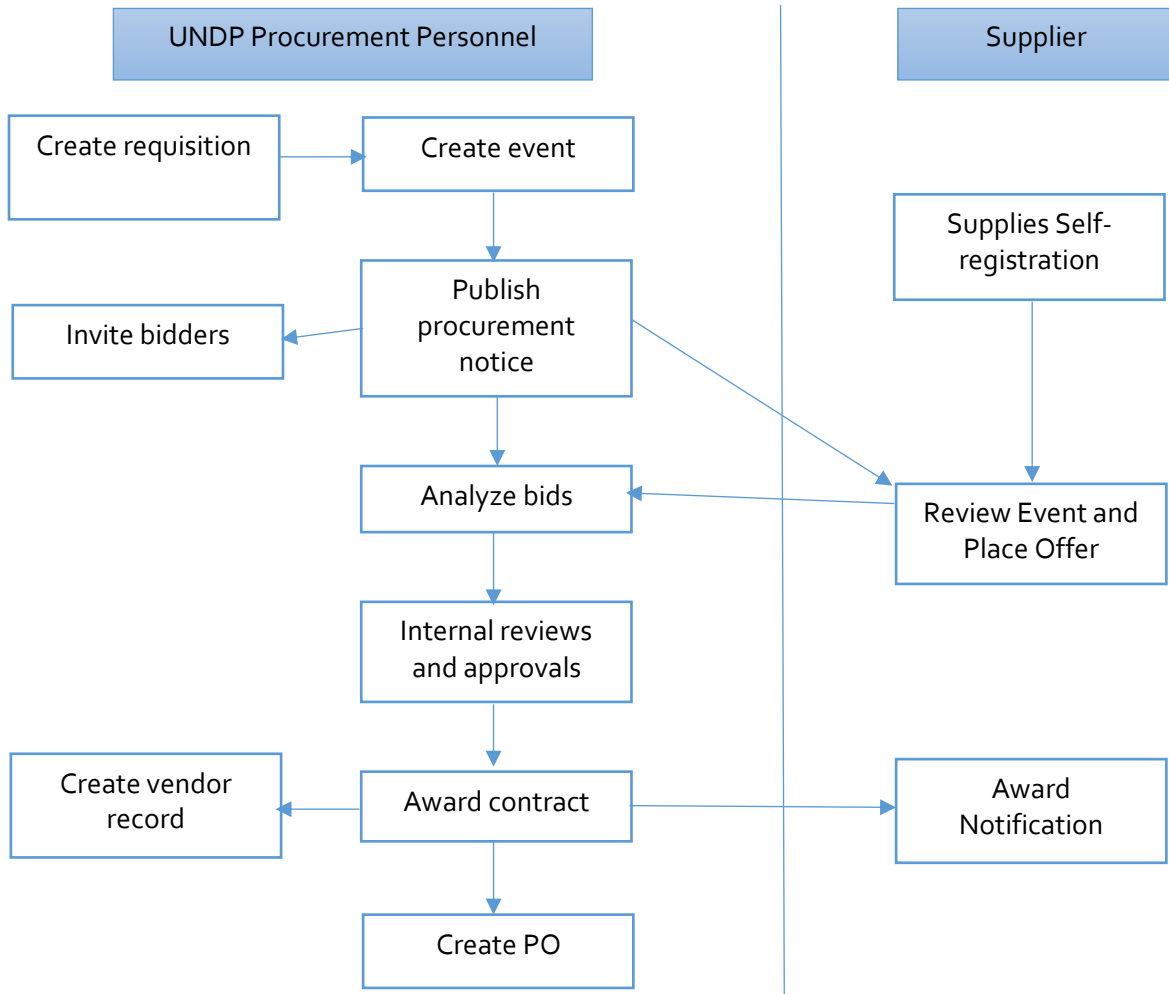 UNDP Procurement Personnel
Supplier
Create requisition
Create event
Supplies Self-
registration
Publish
procurement
notice
Invite bidders
Analyze bids
Review Event and
Place Offer
Internal reviews
and approvals
Create vendor
record
Award contract
Award
Notification
Create PO